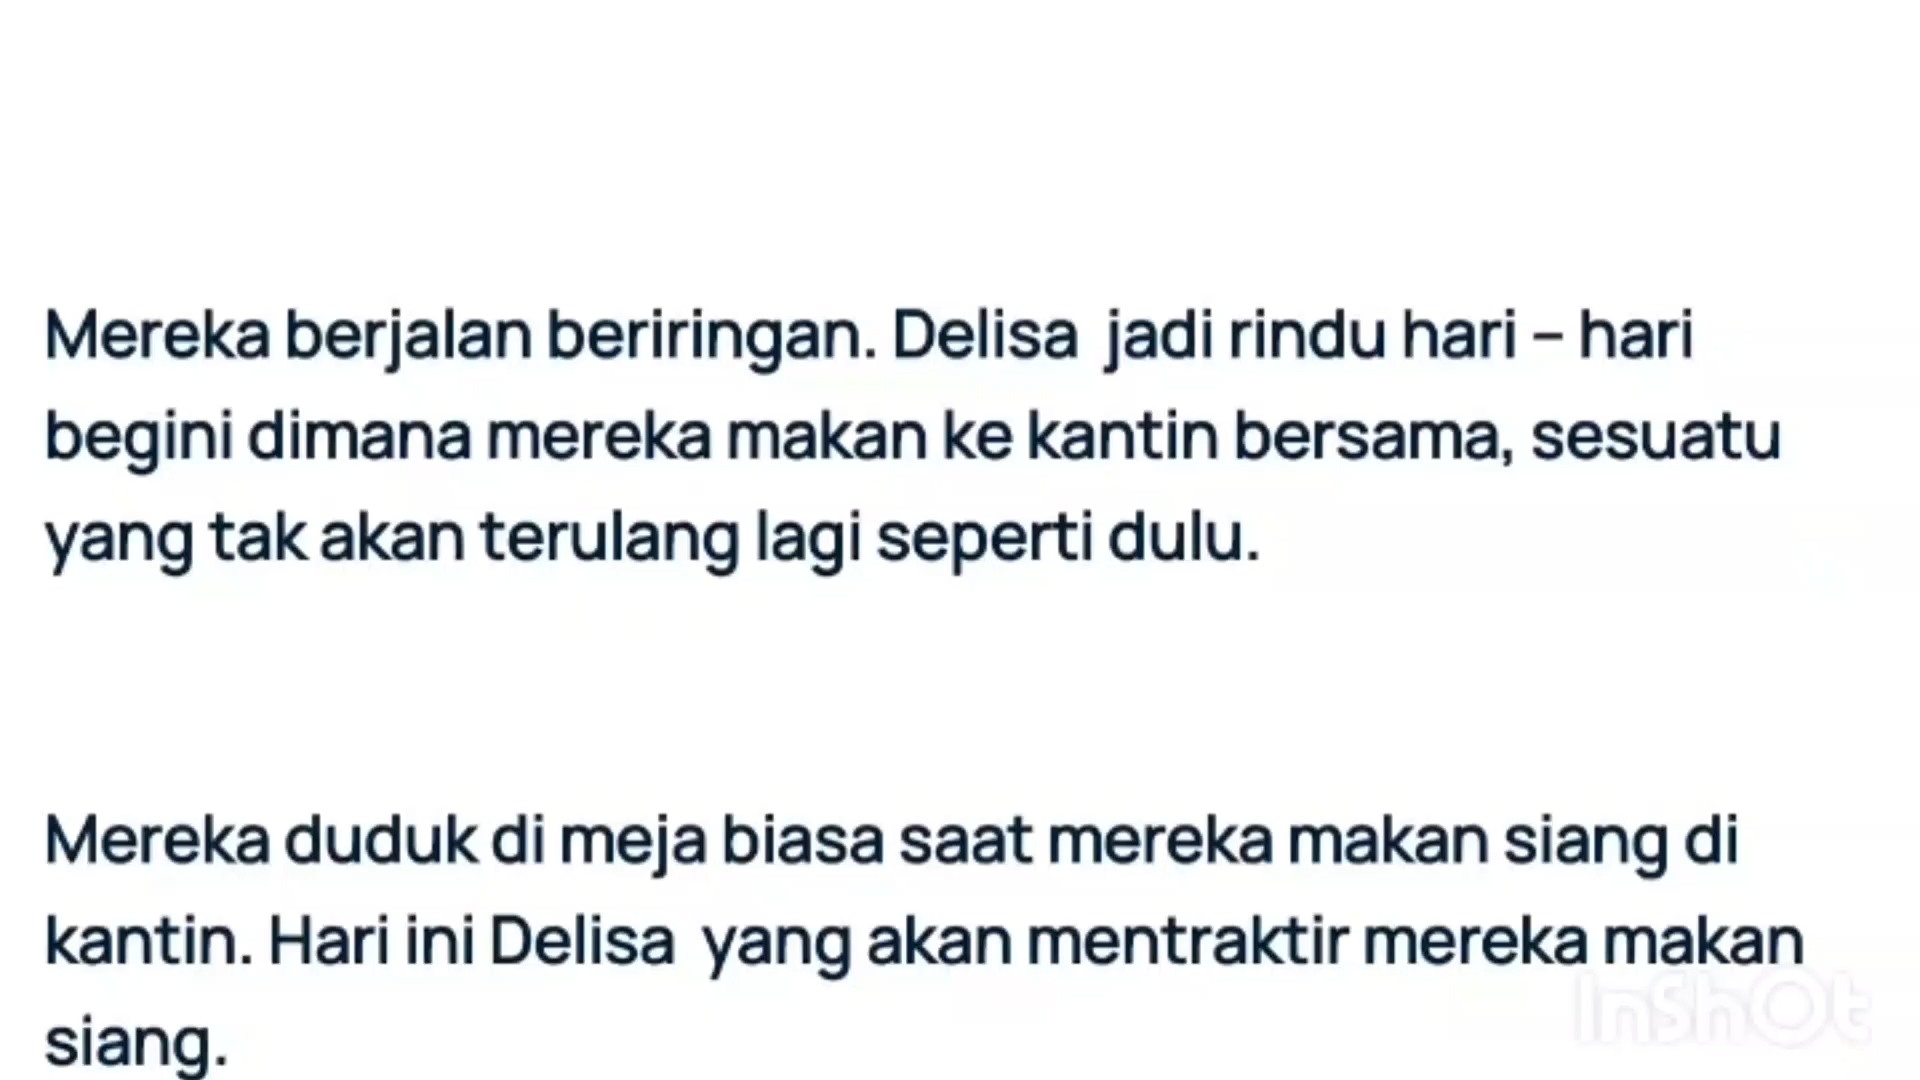 Mereka berjalan beriringan. Delisa  jadi rindu hari – hari
begini dimana mereka makan ke kantin bersama, sesuatu
yang tak akan terulang lagi seperti dulu.
Mereka duduk di meja biasa saat mereka makan siang di
kantin. Hari ini Delisa  yang akan mentraktir mereka makan
siang.
InShOt